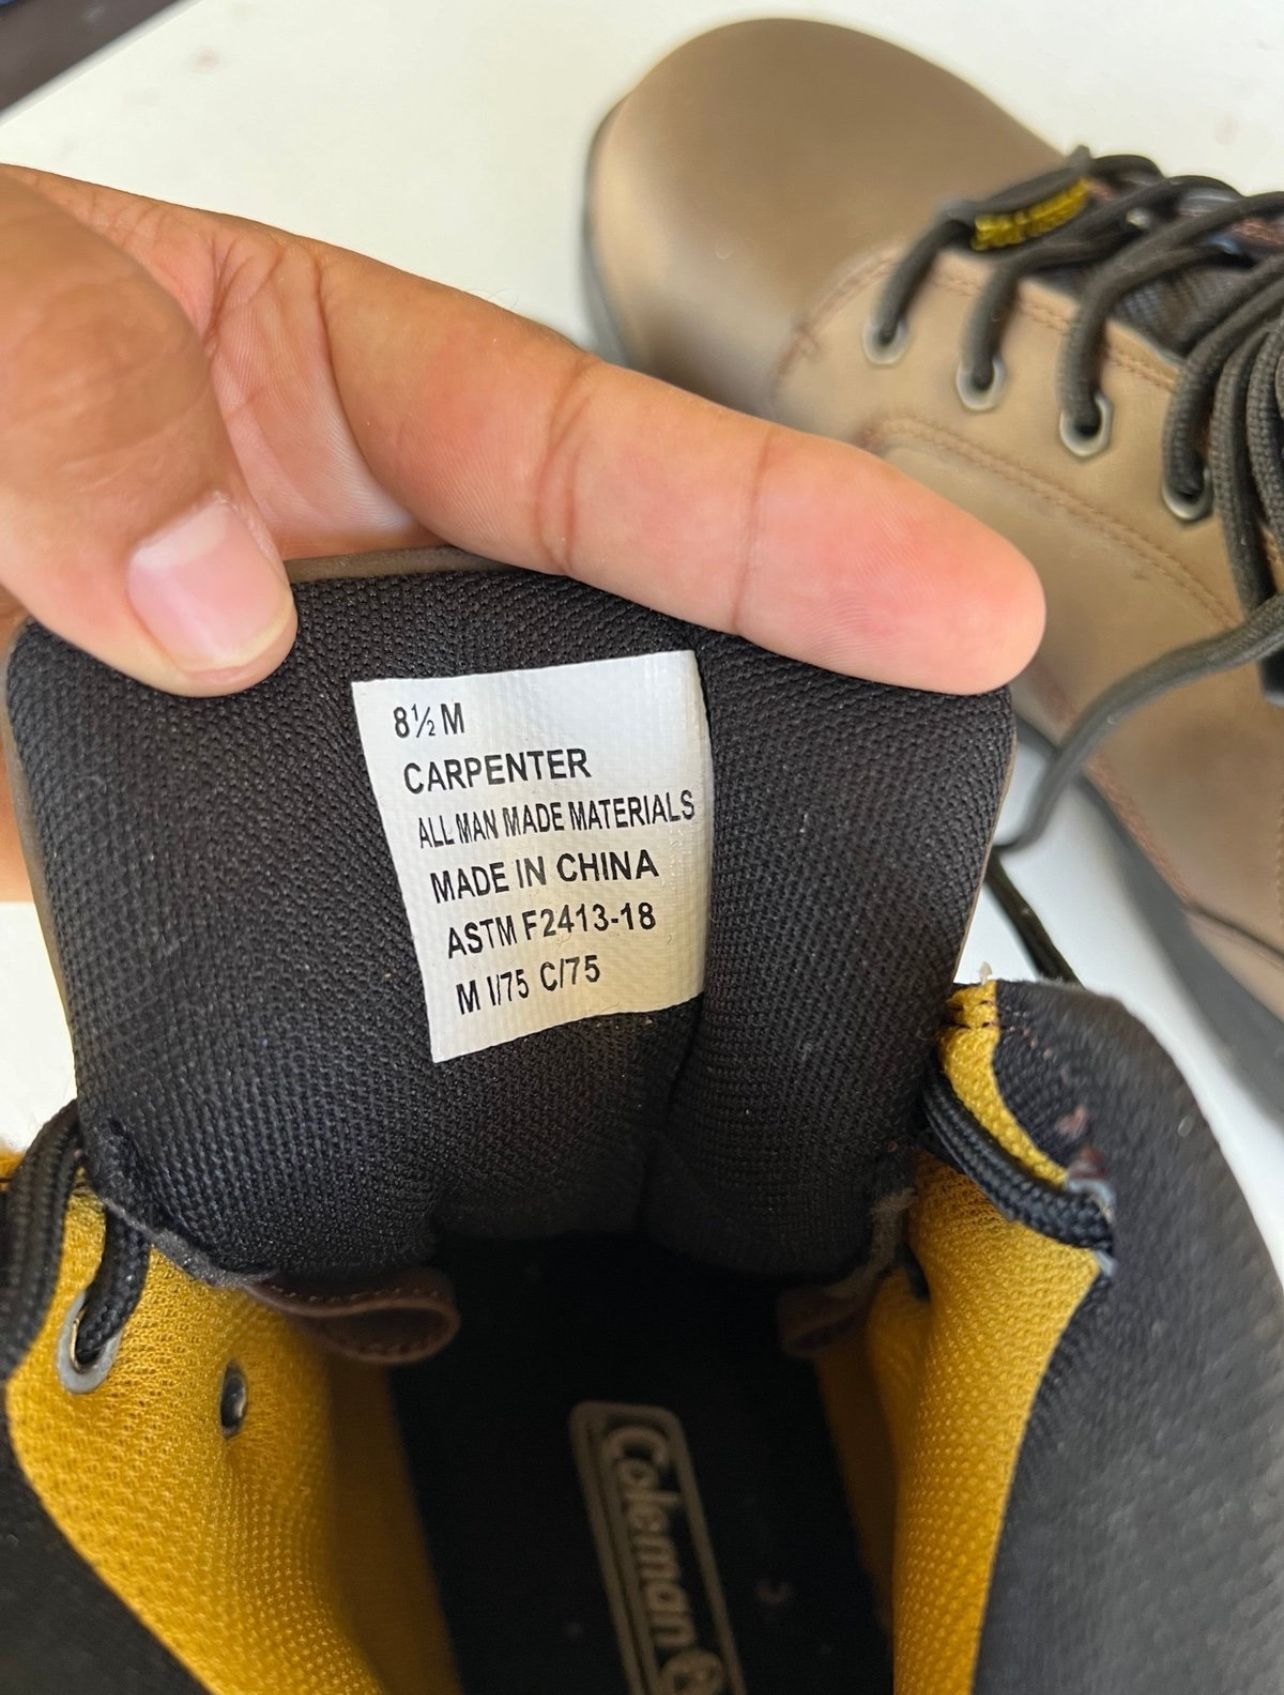 8½ M
CARPENTER
ALL MAN MADE MATERIALS
MADE IN CHINA
ASTM F2413-18
M I/75 C/75
Coleman